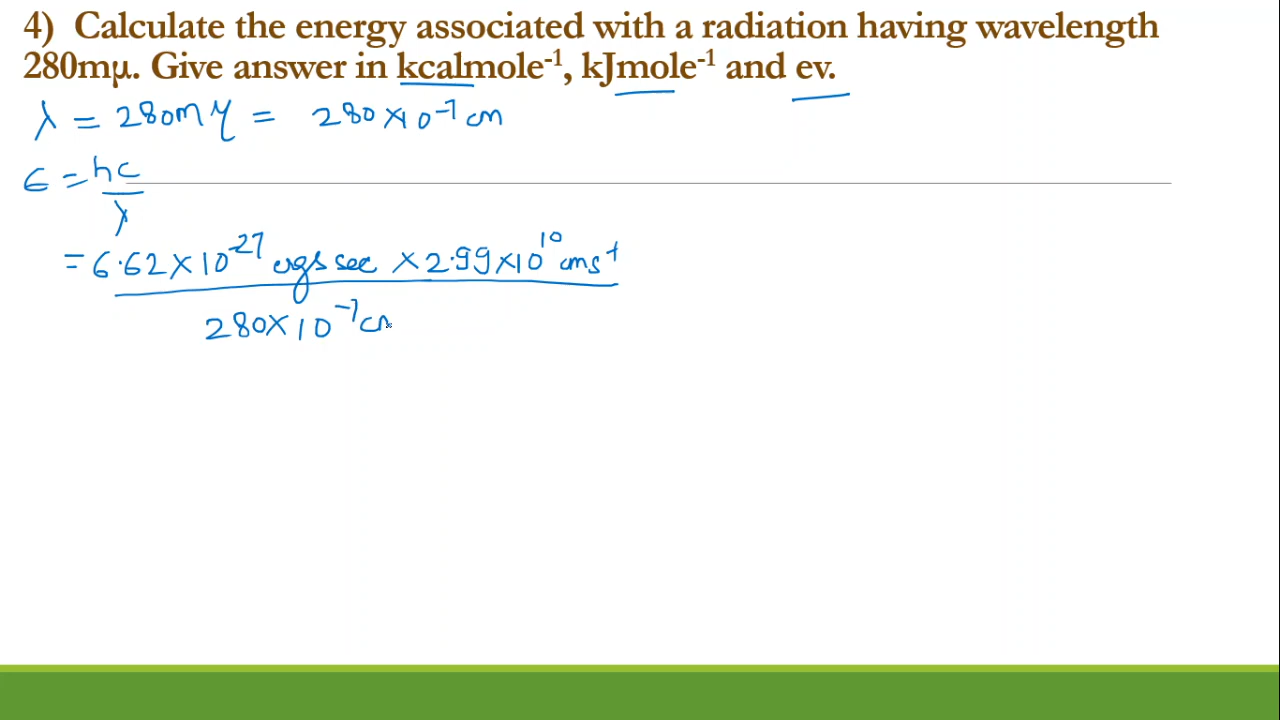 4) Calculate the energy associated with a radiation having wavelength
280mμ. Give answer in kcalmole⁻¹, kJmole⁻¹ and ev.
λ = 280mμ = 280×10⁻⁷ cm
E = hc
λ
= 6.62×10⁻²⁷ ergs sec × 2.99×10¹⁰ cms⁻¹
280×10⁻⁷ cm